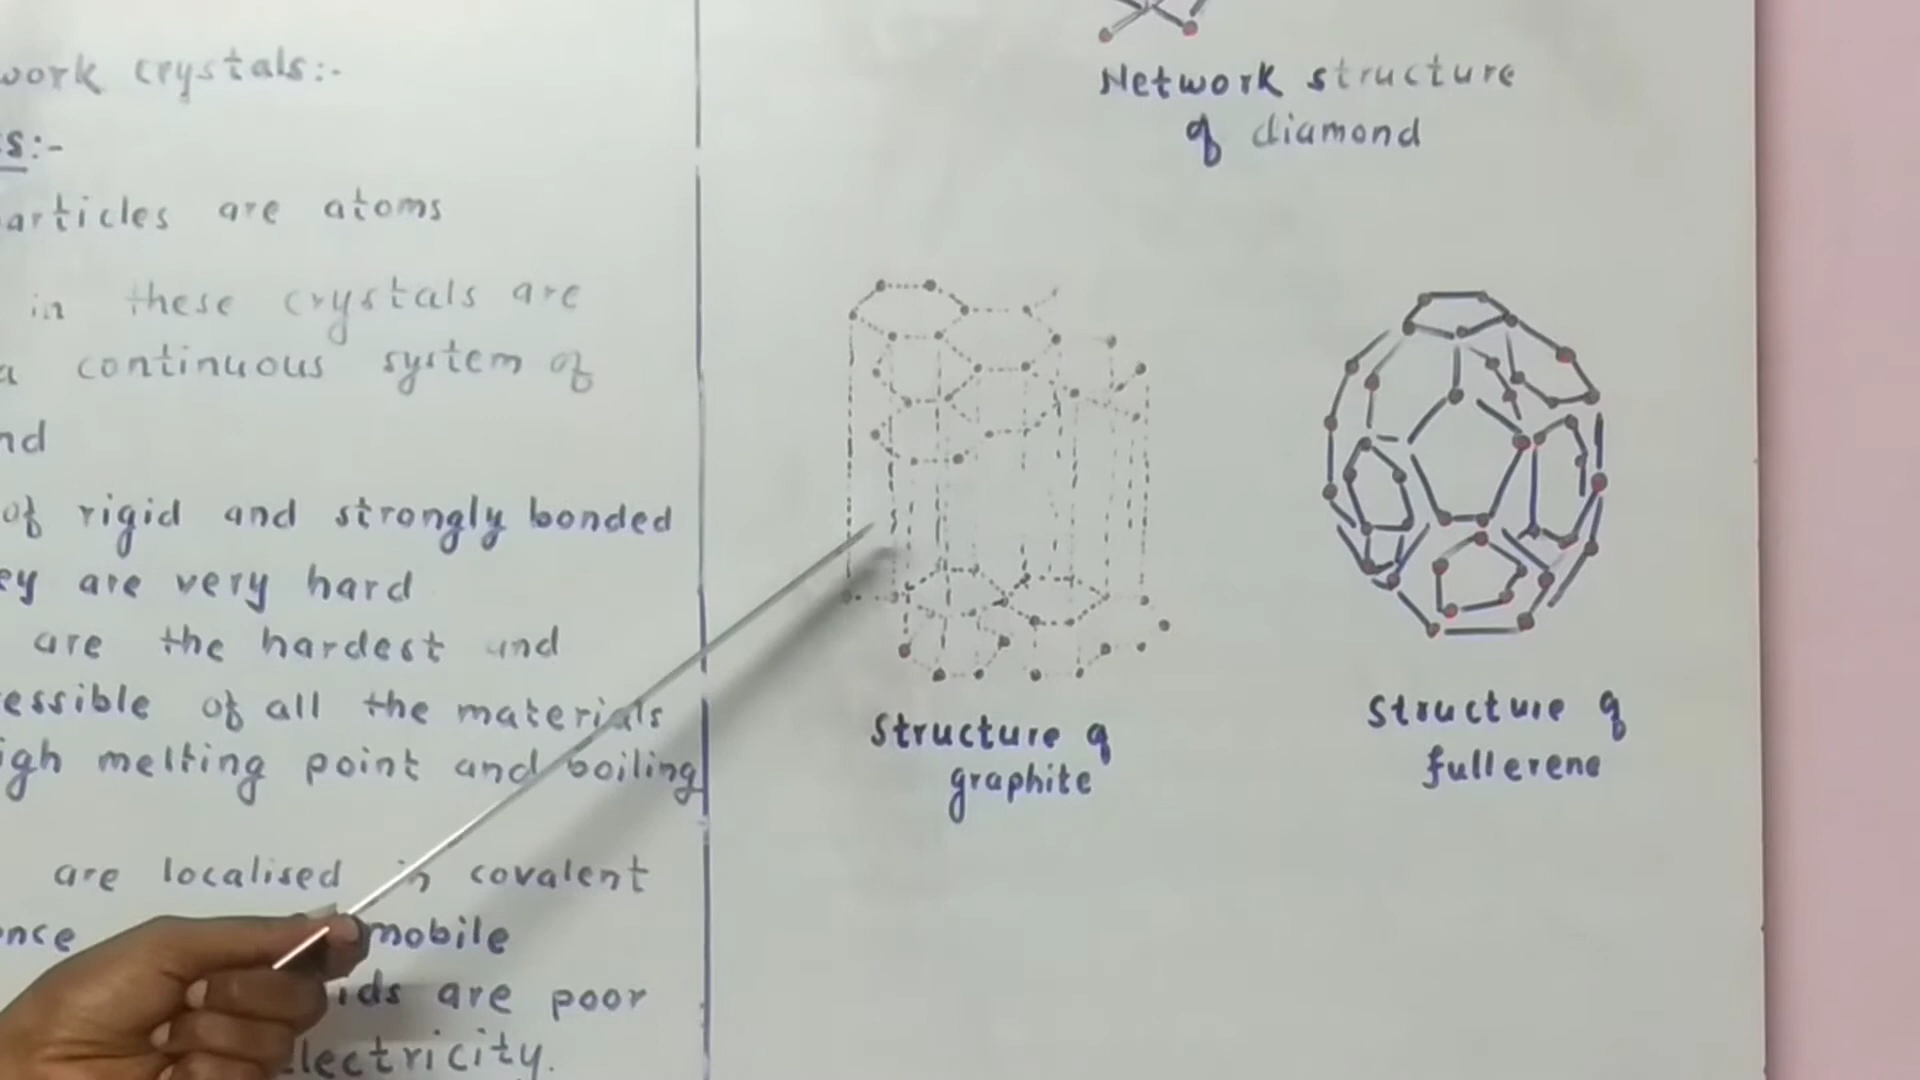 work crystals:-
s:-
articles are atoms
in these crystals are
a continuous system of
nd
of rigid and strongly bonded
ey are very hard
are the hardest and
essible of all the materials
igh melting point and boiling
are localised in covalent
nce mobile
ids are poor
lectricity.
Network structure
of diamond
Structure of
graphite
Structure of
fullerene